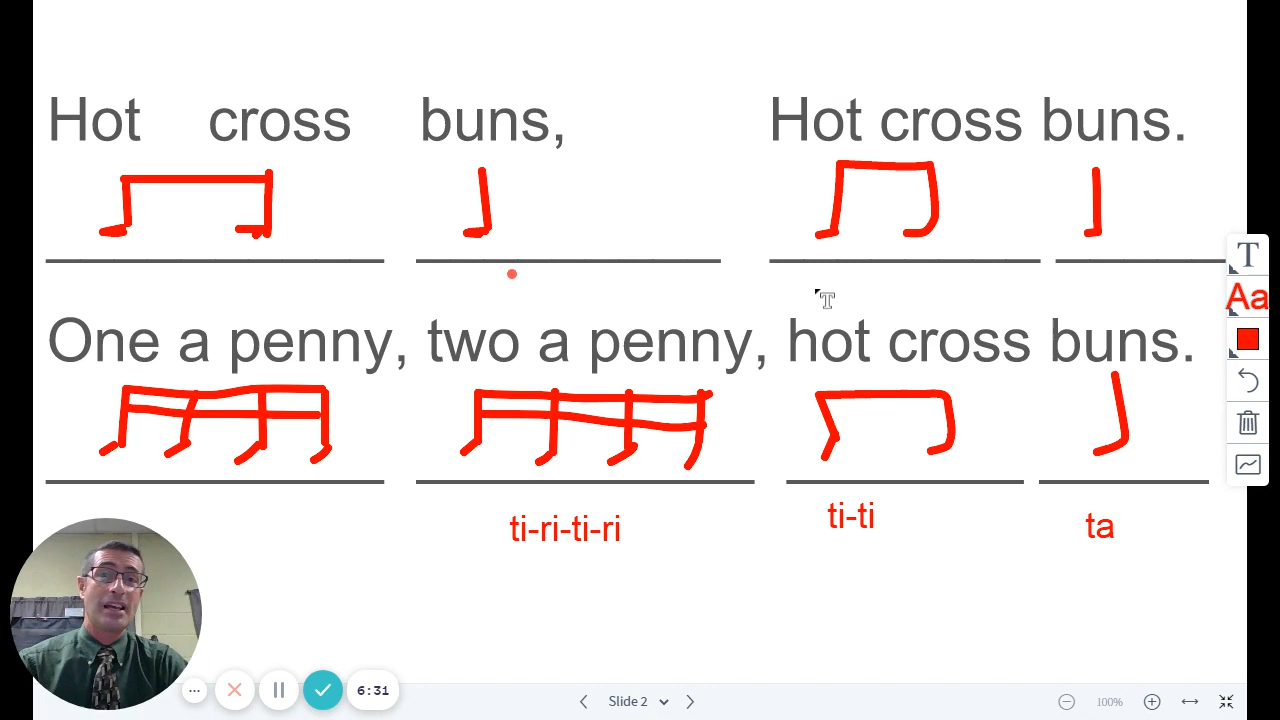 Hot cross buns, Hot cross buns.
One a penny, two a penny, hot cross buns.
ti-ri-ti-ri ti-ti ta
T
Aa
6:31
Slide 2
100%